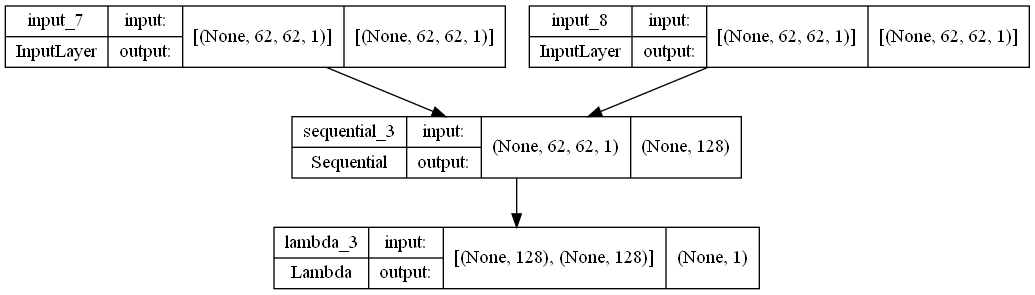 input_7 input: [(None, 62, 62, 1)] [(None, 62, 62, 1)]
InputLayer output:
input_8 input: [(None, 62, 62, 1)] [(None, 62, 62, 1)]
InputLayer output:
sequential_3 input: (None, 62, 62, 1) (None, 128)
Sequential output:
lambda_3 input: [(None, 128), (None, 128)] (None, 1)
Lambda output: